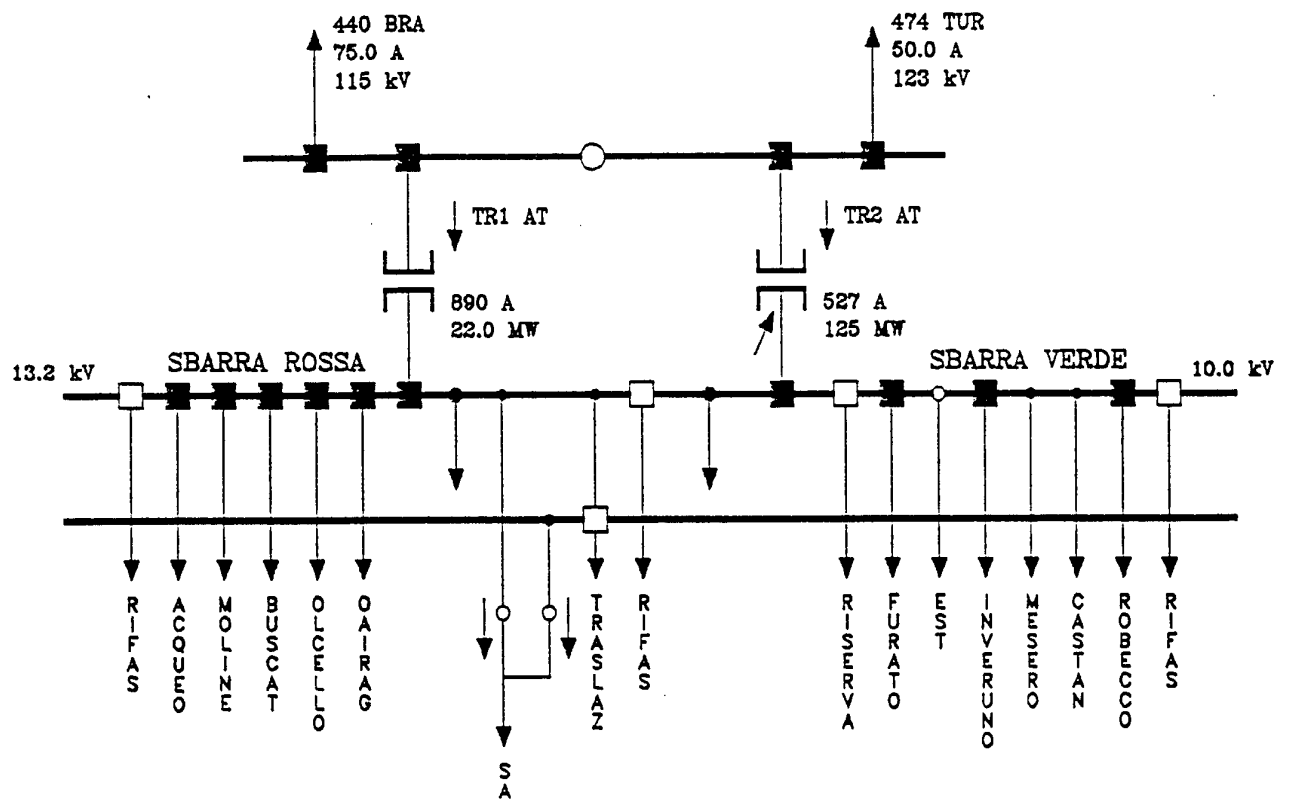 440 BRA
75.0 A
115 kV
474 TUR
50.0 A
123 kV
TR1 AT
TR2 AT
890 A
22.0 MW
527 A
125 MW
13.2 kV
SBARRA ROSSA
SBARRA VERDE
10.0 kV
RIFAS
ACQUEO
MOLINE
BUSCAT
OLCELLO
OAIRAG
SA
TRASLAZ
RIFAS
RISERVA
FURATO
EST
INVERUNO
MESERO
CASTAN
ROBECCO
RIFAS